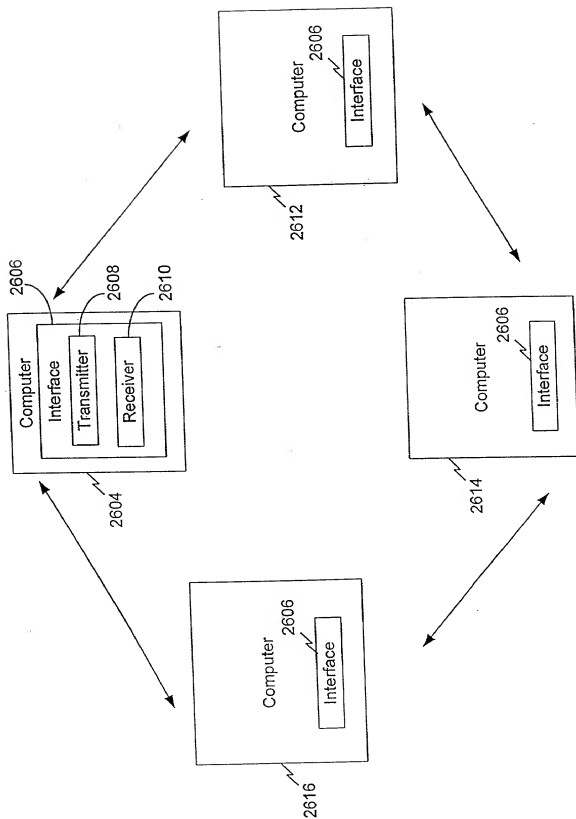 Computer
Interface
Transmitter
Receiver
2606
2608
2610
2604
Computer
2606
Interface
2612
Computer
2606
Interface
2614
Computer
2606
Interface
2616